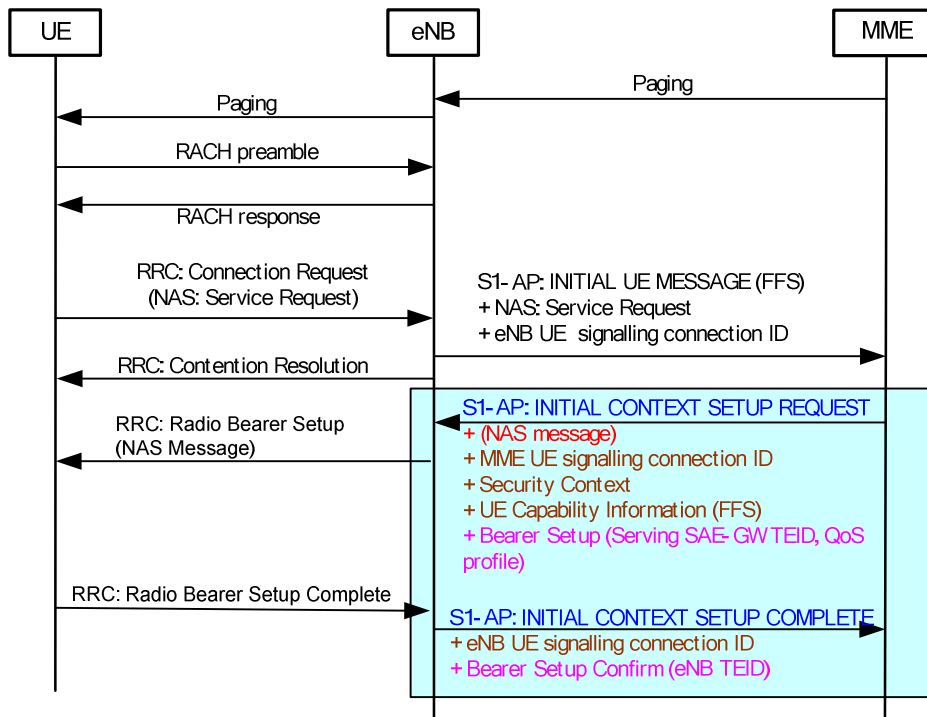 UE
eNB
MME
Paging
Paging
RACH preamble
RACH response
RRC: Connection Request
(NAS: Service Request)
S1-AP: INITIAL UE MESSAGE (FFS)
+ NAS: Service Request
+ eNB UE signalling connection ID
RRC: Contention Resolution
S1-AP: INITIAL CONTEXT SETUP REQUEST
+ (NAS message)
+ MME UE signalling connection ID
+ Security Context
+ UE Capability Information (FFS)
+ Bearer Setup (Serving SAE-GW TEID, QoS
profile)
RRC: Radio Bearer Setup
(NAS Message)
RRC: Radio Bearer Setup Complete
S1-AP: INITIAL CONTEXT SETUP COMPLETE
+ eNB UE signalling connection ID
+ Bearer Setup Confirm (eNB TEID)